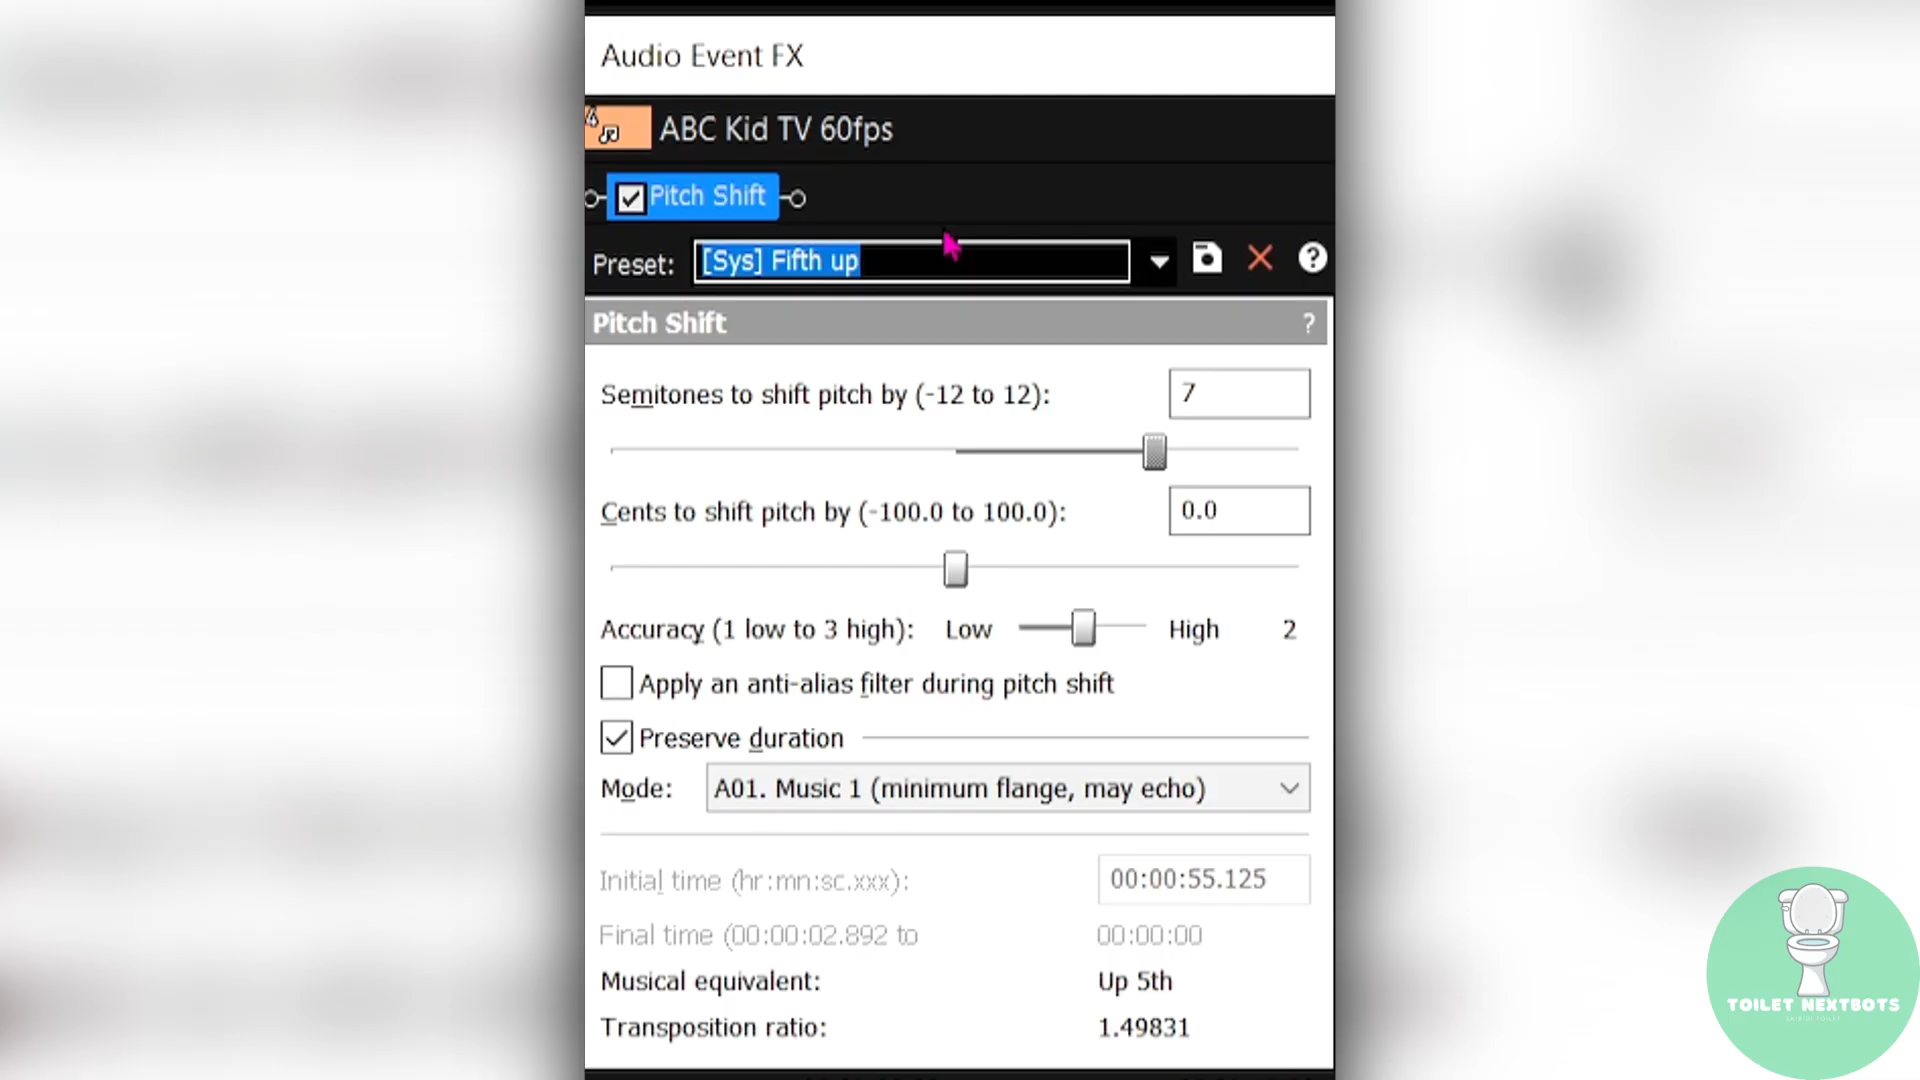 Audio Event FX
4
ABC Kid TV 60fps
Pitch Shift
Preset: [Sys] Fifth up ?
Pitch Shift ?
Semitones to shift pitch by (-12 to 12): 7
Cents to shift pitch by (-100.0 to 100.0): 0.0
Accuracy (1 low to 3 high): Low High 2
Apply an anti-alias filter during pitch shift
Preserve duration
Mode: A01. Music 1 (minimum flange, may echo)
Initial time (hr:mn:sc.xxx): 00:00:55.125
Final time (00:00:02.892 to 00:00:00
Musical equivalent: Up 5th
Transposition ratio: 1.49831
TOILET NEXTBOTS